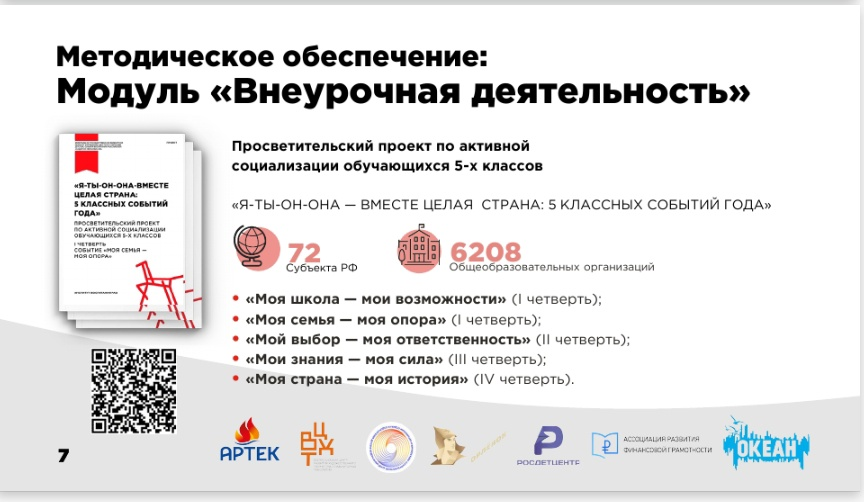 Методическое обеспечение:
Модуль «Внеурочная деятельность»
«Я-ТЫ-ОН-ОНА-ВМЕСТЕ
ЦЕЛАЯ СТРАНА:
5 КЛАССНЫХ СОБЫТИЙ
ГОДА»
ПРОСВЕТИТЕЛЬСКИЙ ПРОЕКТ
ПО АКТИВНОЙ СОЦИАЛИЗАЦИИ
ОБУЧАЮЩИХСЯ 5-Х КЛАССОВ
I ЧЕТВЕРТЬ
СОБЫТИЕ «МОЯ СЕМЬЯ —
МОЯ ОПОРА»
Просветительский проект по активной
социализации обучающихся 5-х классов
«Я-ТЫ-ОН-ОНА — ВМЕСТЕ ЦЕЛАЯ СТРАНА: 5 КЛАССНЫХ СОБЫТИЙ ГОДА»
72
Субъекта РФ
6208
Общеобразовательных организаций
• «Моя школа — мои возможности» (I четверть);
• «Моя семья — моя опора» (I четверть);
• «Мой выбор — моя ответственность» (II четверть);
• «Мои знания — моя сила» (III четверть);
• «Моя страна — моя история» (IV четверть).
7
АРТЕК
РОСДЕТЦЕНТР
АССОЦИАЦИЯ РАЗВИТИЯ
ФИНАНСОВОЙ ГРАМОТНОСТИ
ОКЕАН